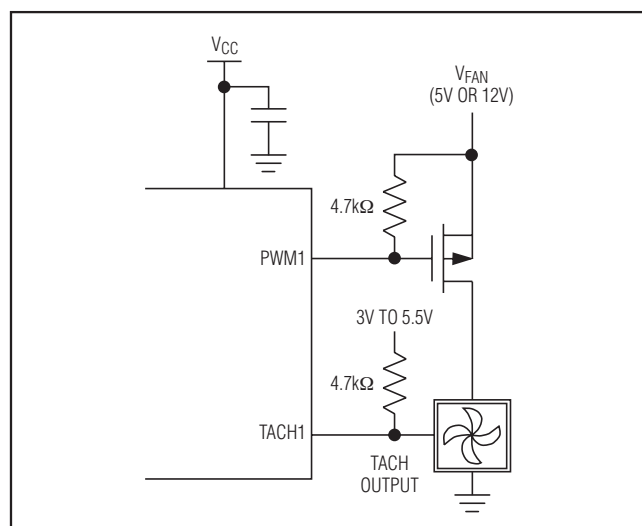 VCC
VFAN
(5V OR 12V)
4.7kΩ
PWM1
3V TO 5.5V
4.7kΩ
TACH1
TACH
OUTPUT